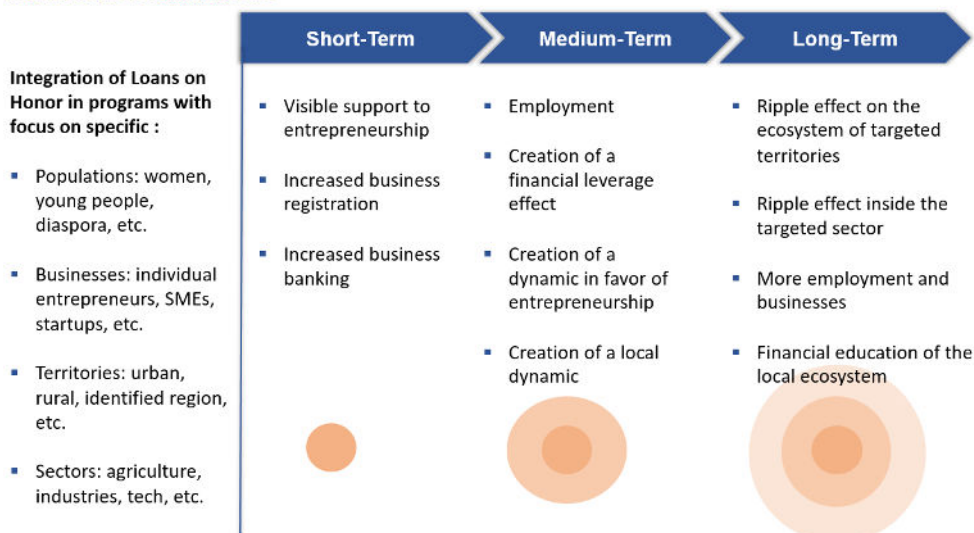 Short-Term
Medium-Term
Long-Term
Integration of Loans on
Honor in programs with
focus on specific :
▪ Populations: women,
young people,
diaspora, etc.
▪ Businesses: individual
entrepreneurs, SMEs,
startups, etc.
▪ Territories: urban,
rural, identified region,
etc.
▪ Sectors: agriculture,
industries, tech, etc.
▪ Visible support to
entrepreneurship
▪ Increased business
registration
▪ Increased business
banking
▪ Employment
▪ Creation of a
financial leverage
effect
▪ Creation of a
dynamic in favor of
entrepreneurship
▪ Creation of a local
dynamic
▪ Ripple effect on the
ecosystem of targeted
territories
▪ Ripple effect inside the
targeted sector
▪ More employment and
businesses
▪ Financial education of the
local ecosystem